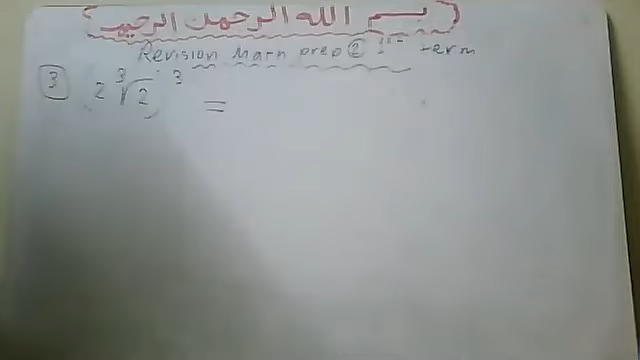 بسم الله الرحمن الرحيم
Revision Math prep 2 1st term
3 (2∛2)³ =